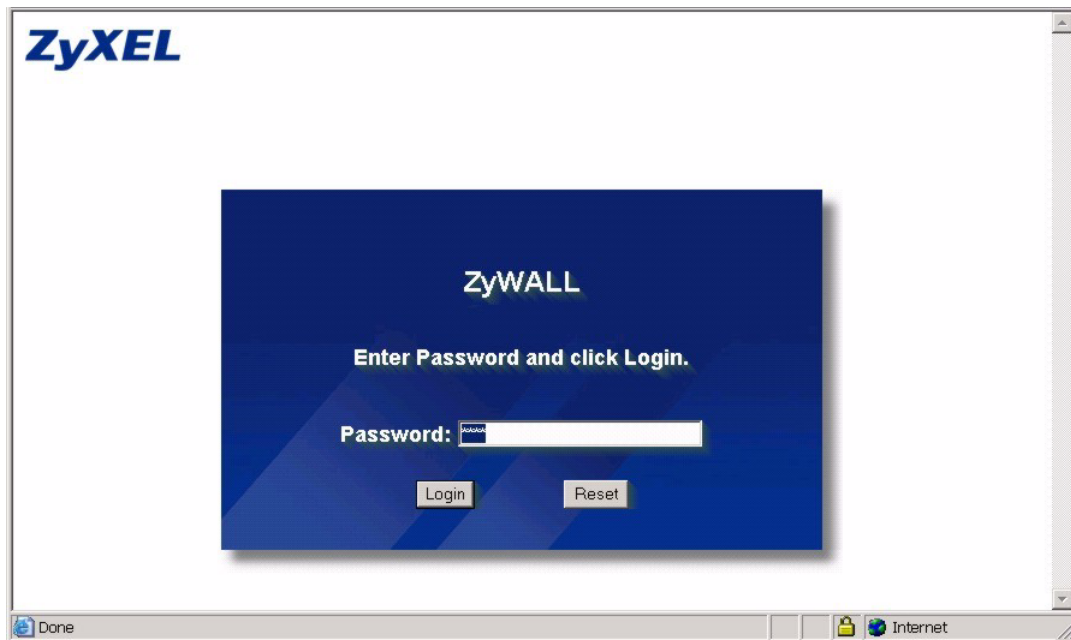 ZyXEL
ZyWALL
Enter Password and click Login.
Password: ****
Login Reset
Done Internet